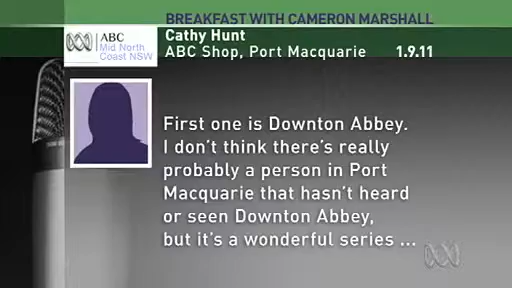 BREAKFAST WITH CAMERON MARSHALL
ABC
Mid North
Coast NSW
Cathy Hunt
ABC Shop, Port Macquarie 1.9.11
First one is Downton Abbey.
I don't think there's really
probably a person in Port
Macquarie that hasn't heard
or seen Downton Abbey,
but it's a wonderful series ...